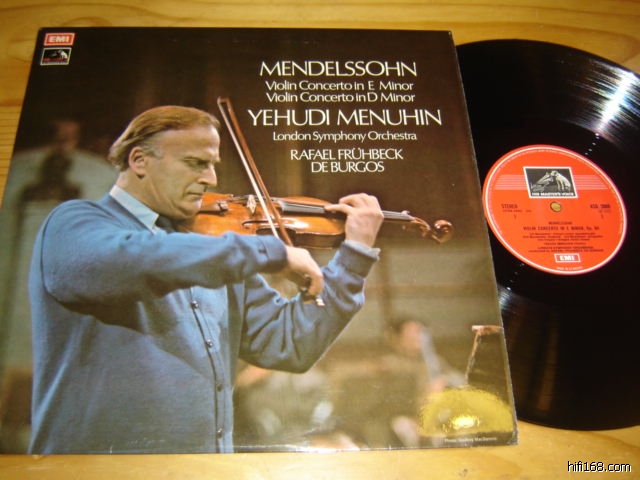 EMI
MENDELSSOHN
Violin Concerto in E Minor
Violin Concerto in D Minor
YEHUDI MENUHIN
London Symphony Orchestra
RAFAEL FRÜHBECK
DE BURGOS
HIS MASTER'S VOICE
STEREO
1
MENDELSSOHN
VIOLIN CONCERTO IN E MINOR, Op. 64
EMI
hifi168.com